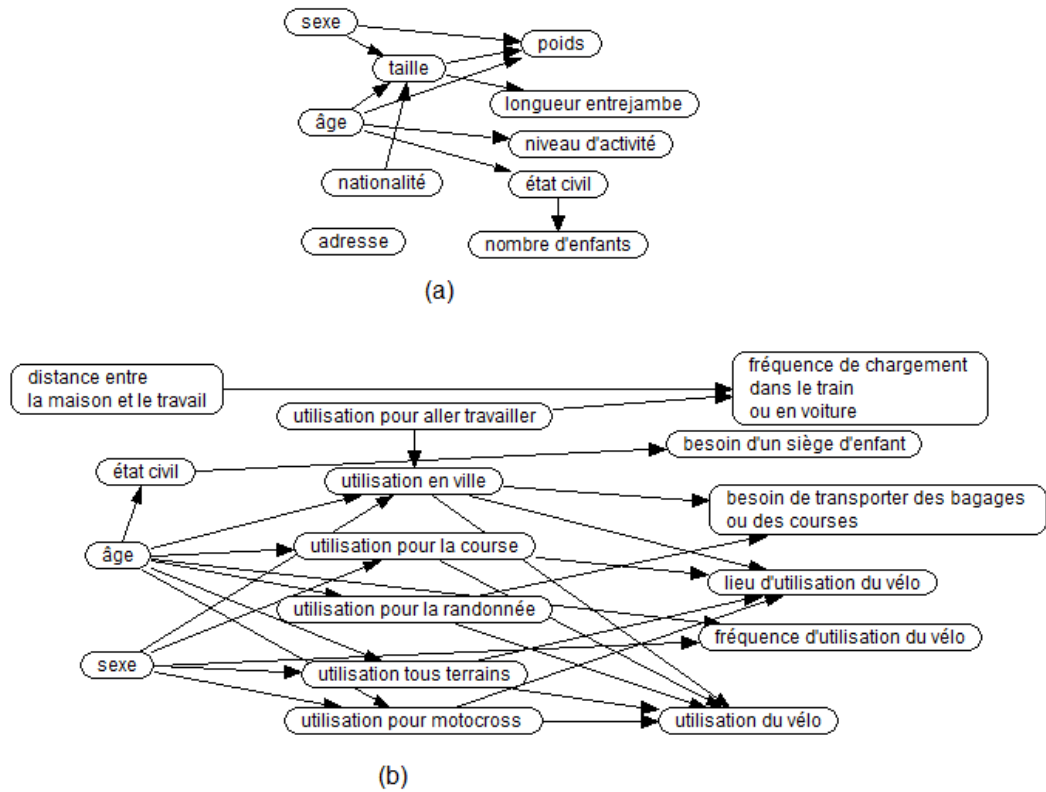 sexe
poids
taille
longueur entrejambe
âge
niveau d'activité
nationalité
état civil
adresse
nombre d'enfants
(a)
distance entre
la maison et le travail
fréquence de chargement
dans le train
ou en voiture
utilisation pour aller travailler
besoin d'un siège d'enfant
état civil
utilisation en ville
besoin de transporter des bagages
ou des courses
âge
utilisation pour la course
lieu d'utilisation du vélo
utilisation pour la randonnée
fréquence d'utilisation du vélo
sexe
utilisation tous terrains
utilisation pour motocross
utilisation du vélo
(b)